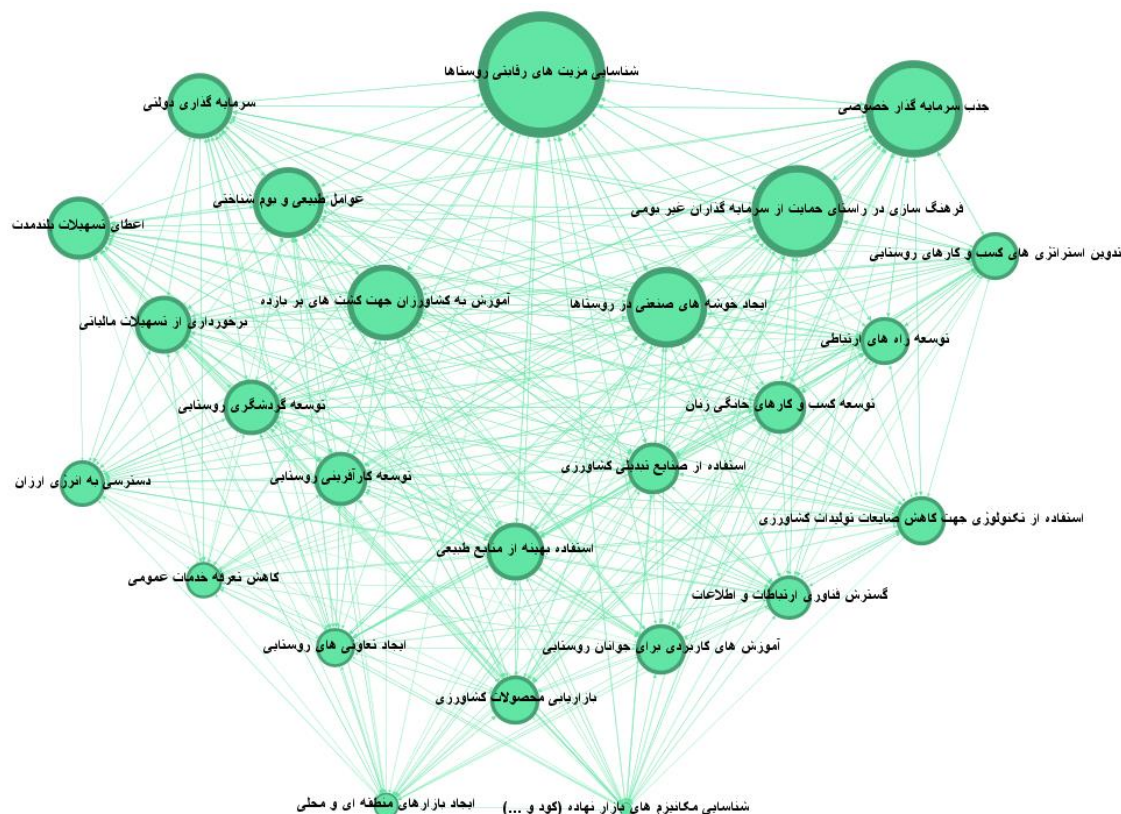 شناسایی مزیت های رقابتی روستاها
سرمایه گذاری دولتی
جذب سرمایه گذار خصوصی
عوامل طبیعی و بوم شناختی
فرهنگ سازی در راستای حمایت از سرمایه گذاران غیر بومی
اعطای تسهیلات بلندمدت
تدوین استراتژی های کسب و کارهای روستایی
آموزش به کشاورزان جهت کشت های پر بازده
ایجاد خوشه های صنعتی در روستاها
برخورداری از تسهیلات مالیاتی
توسعه راه های ارتباطی
توسعه گردشگری روستایی
توسعه کسب و کارهای خانگی زنان
استفاده از صنایع تبدیلی کشاورزی
توسعه کارآفرینی روستایی
دسترسی به انرژی ارزان
استفاده از تکنولوژی جهت کاهش ضایعات تولیدات کشاورزی
استفاده بهینه از منابع طبیعی
کاهش تعرفه خدمات عمومی
گسترش فناوری ارتباطات و اطلاعات
ایجاد تعاونی های روستایی
آموزش های کاربردی برای جوانان روستایی
بازاریابی محصولات کشاورزی
شناسایی مکانیزم های بازار نهاده (کود و ...)
ایجاد بازارهای منطقه ای و محلی